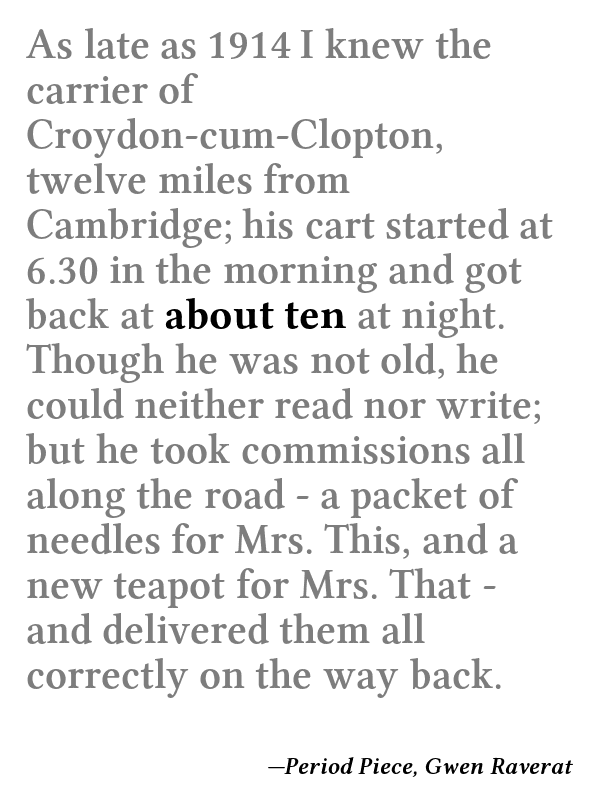 As late as 1914 I knew the
carrier of
Croydon-cum-Clopton,
twelve miles from
Cambridge; his cart started at
6.30 in the morning and got
back at about ten at night.
Though he was not old, he
could neither read nor write;
but he took commissions all
along the road - a packet of
needles for Mrs. This, and a
new teapot for Mrs. That -
and delivered them all
correctly on the way back.
—Period Piece, Gwen Raverat